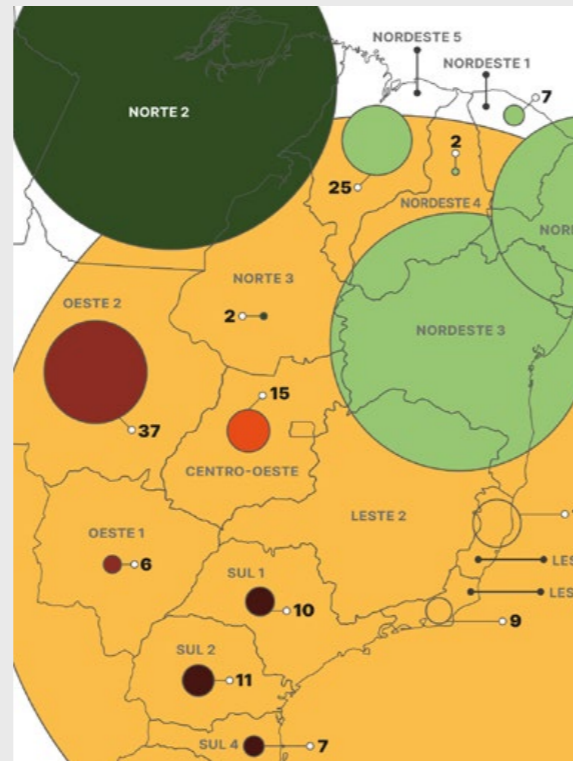 NORDESTE 5
NORDESTE 1
7
NORTE 2
2
25
NORDESTE 4
NORTE 3
OESTE 2
2
NORDESTE 3
15
37
CENTRO-OESTE
LESTE 2
OESTE 1
6
SUL 1
10
9
SUL 2
11
SUL 4
7